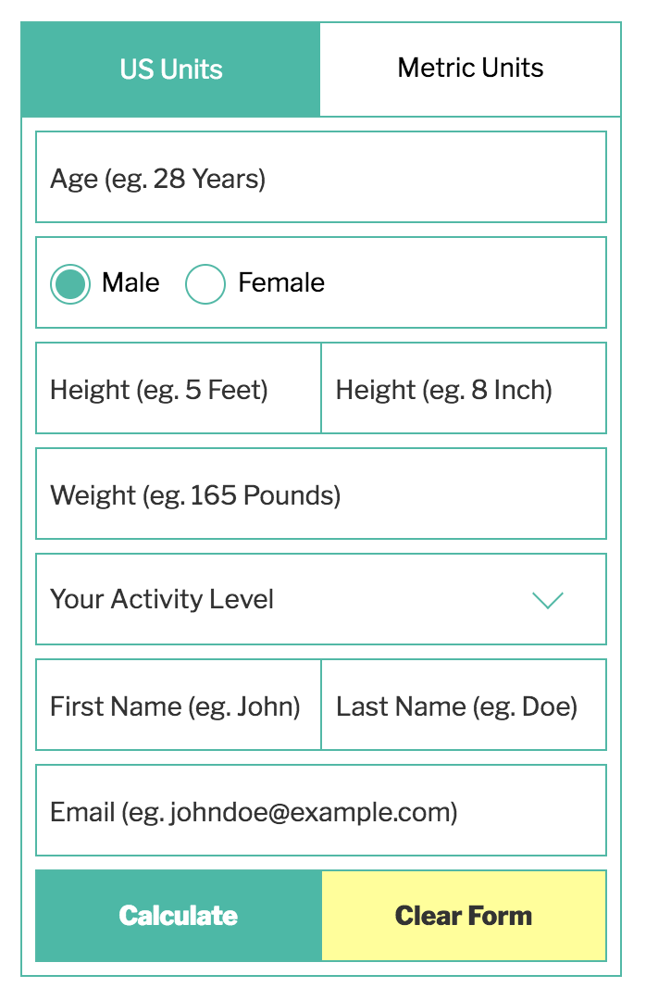 US Units
Metric Units
Age (eg. 28 Years)
Male
Female
Height (eg. 5 Feet)
Height (eg. 8 Inch)
Weight (eg. 165 Pounds)
Your Activity Level
First Name (eg. John)
Last Name (eg. Doe)
Email (eg. johndoe@example.com)
Calculate
Clear Form